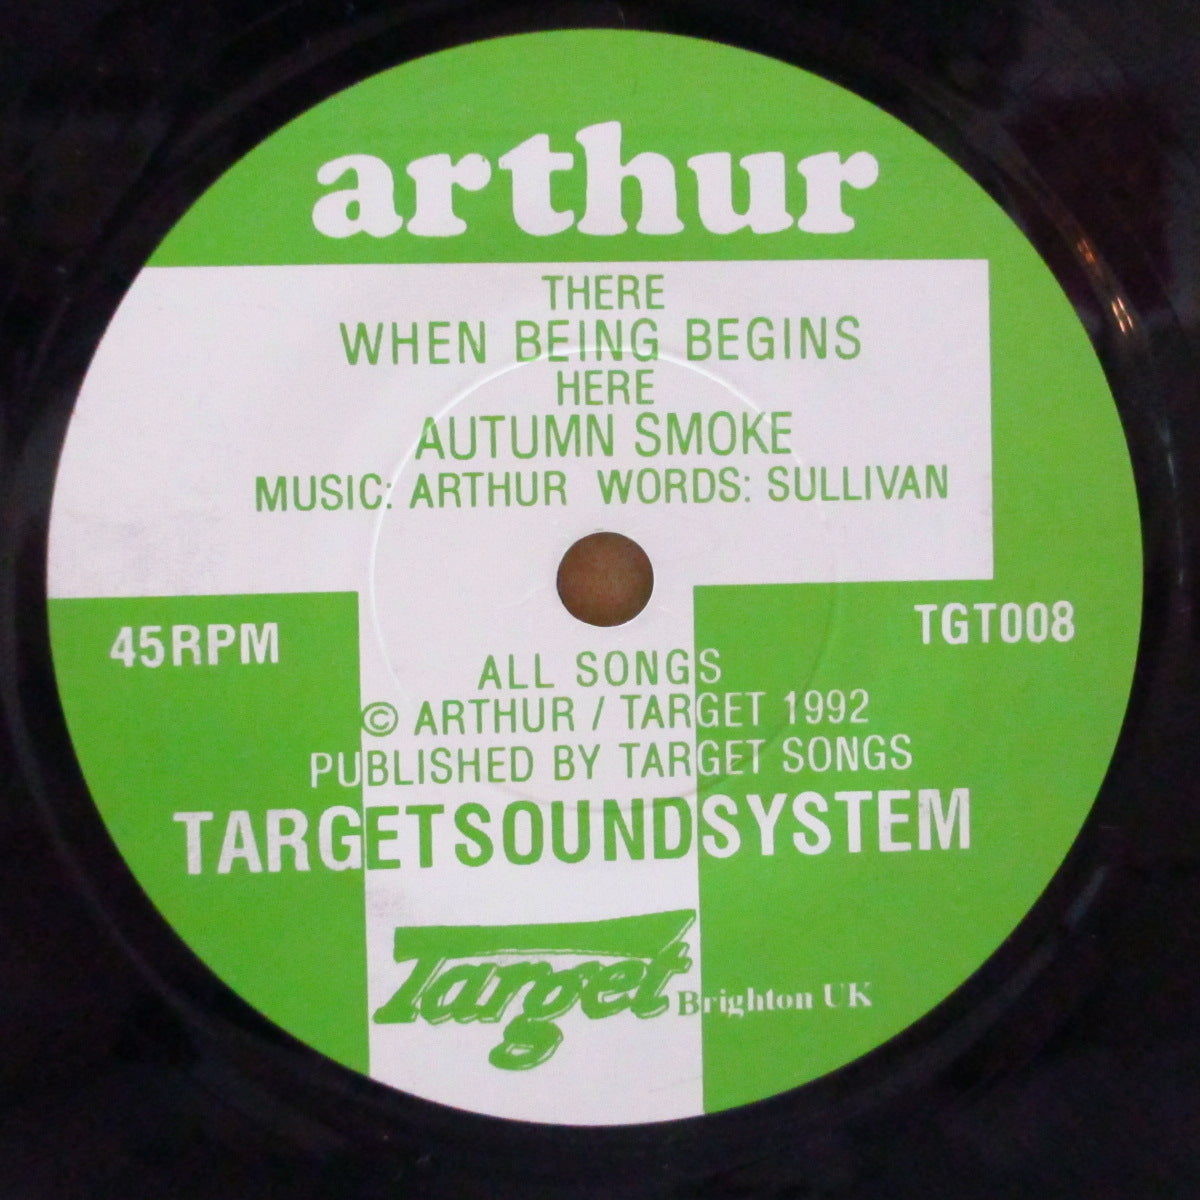 arthur
THERE
WHEN BEING BEGINS
HERE
AUTUMN SMOKE
MUSIC: ARTHUR WORDS: SULLIVAN
45RPM
TGT008
ALL SONGS
© ARTHUR / TARGET 1992
PUBLISHED BY TARGET SONGS
TARGETSOUNDSYSTEM
Target Brighton UK